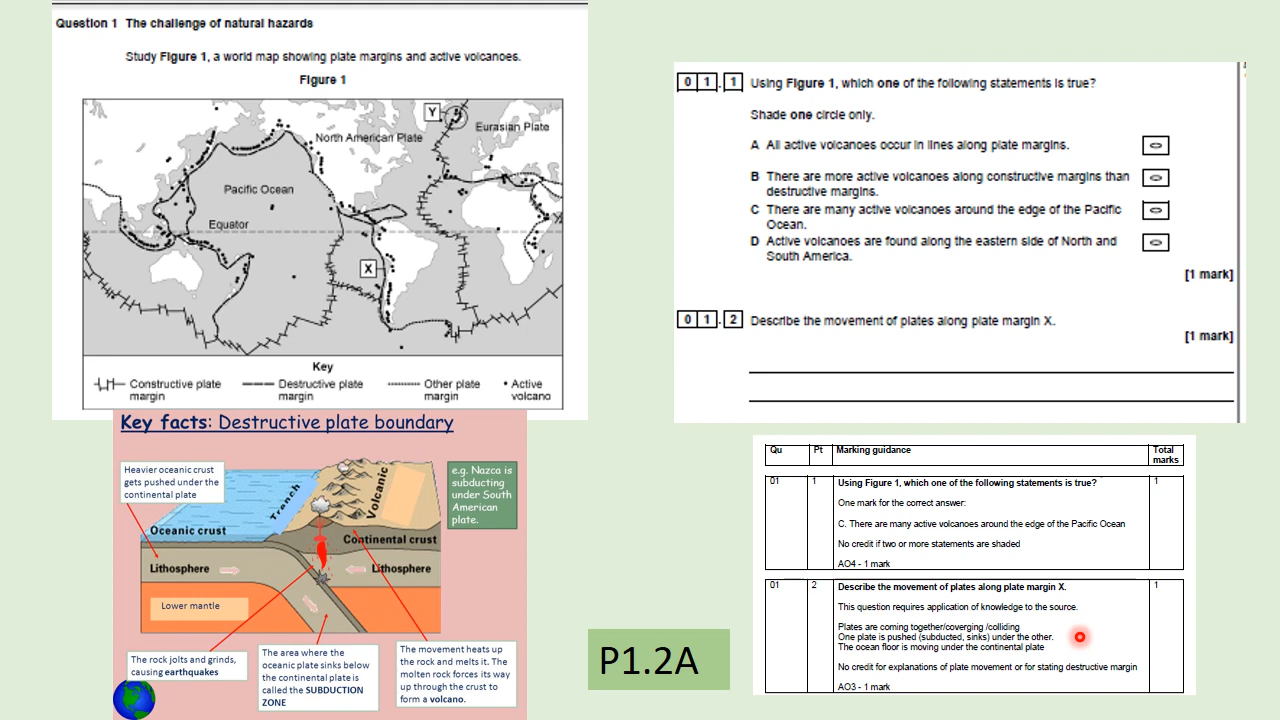 Question 1 The challenge of natural hazards
Study Figure 1, a world map showing plate margins and active volcanoes.
Figure 1
Y
Eurasian Plate
North American Plate
Pacific Ocean
Equator
X
Key
Constructive plate
margin
Destructive plate
margin
Other plate
margin
Active
volcano
Key facts: Destructive plate boundary
Heavier oceanic crust
gets pushed under the
continental plate
e.g. Nazca is
subducting
under South
American
plate.
Trench
Volcanic
Oceanic crust
Continental crust
Lithosphere
Lithosphere
Lower mantle
The rock jolts and grinds,
causing earthquakes
The area where the
oceanic plate sinks below
the continental plate is
called the SUBDUCTION
ZONE
The movement heats up
the rock and melts it. The
molten rock forces its way
up through the crust to
form a volcano.
P1.2A
0 1 . 1 Using Figure 1, which one of the following statements is true?
Shade one circle only.
A All active volcanoes occur in lines along plate margins.
B There are more active volcanoes along constructive margins than
destructive margins.
C There are many active volcanoes around the edge of the Pacific
Ocean.
D Active volcanoes are found along the eastern side of North and
South America.
[1 mark]
0 1 . 2 Describe the movement of plates along plate margin X.
[1 mark]
Qu Pt Marking guidance Total
marks
01 1 Using Figure 1, which one of the following statements is true? 1
One mark for the correct answer:
C. There are many active volcanoes around the edge of the Pacific Ocean
No credit if two or more statements are shaded
AO4 - 1 mark
01 2 Describe the movement of plates along plate margin X. 1
This question requires application of knowledge to the source.
Plates are coming together/coverging /colliding
One plate is pushed (subducted, sinks) under the other.
The ocean floor is moving under the continental plate
No credit for explanations of plate movement or for stating destructive margin
AO3 - 1 mark